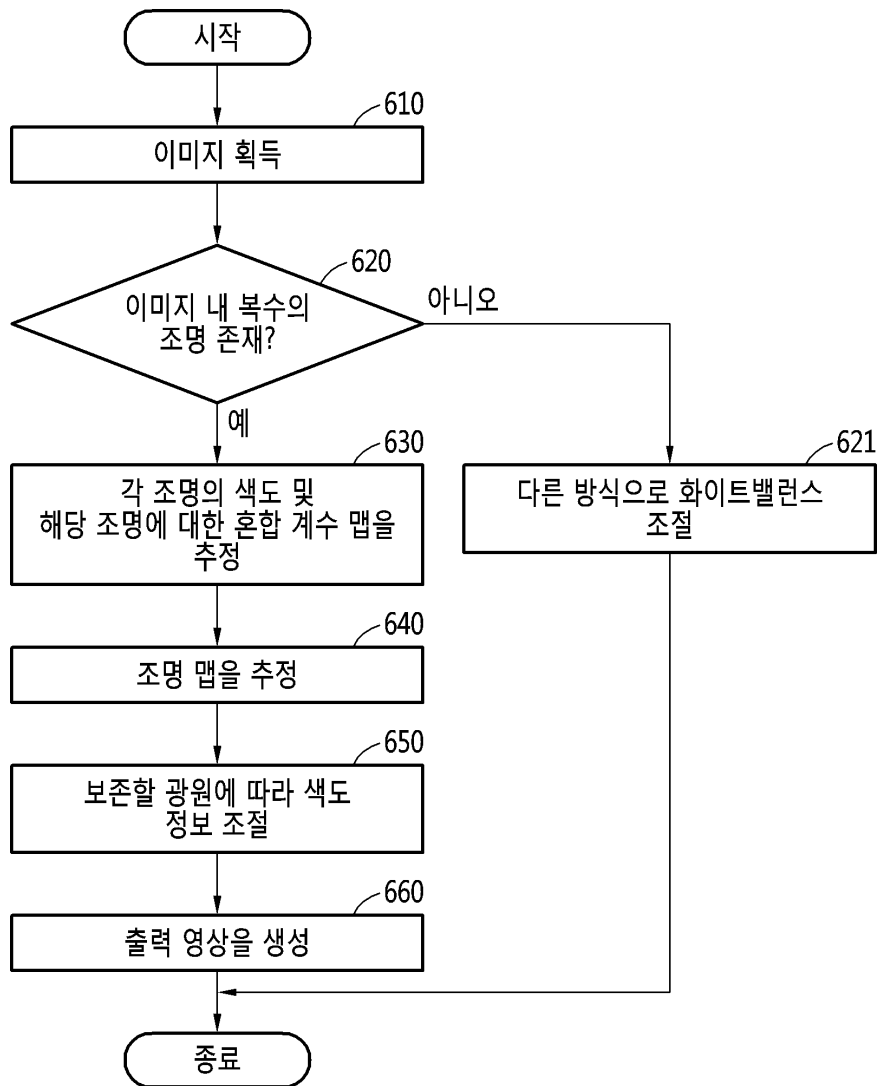 시작
610
이미지 획득
620
이미지 내 복수의
조명 존재?
아니오
예
630
각 조명의 색도 및
해당 조명에 대한 혼합 계수 맵을
추정
621
다른 방식으로 화이트밸런스
조절
640
조명 맵을 추정
650
보존할 광원에 따라 색도
정보 조절
660
출력 영상을 생성
종료